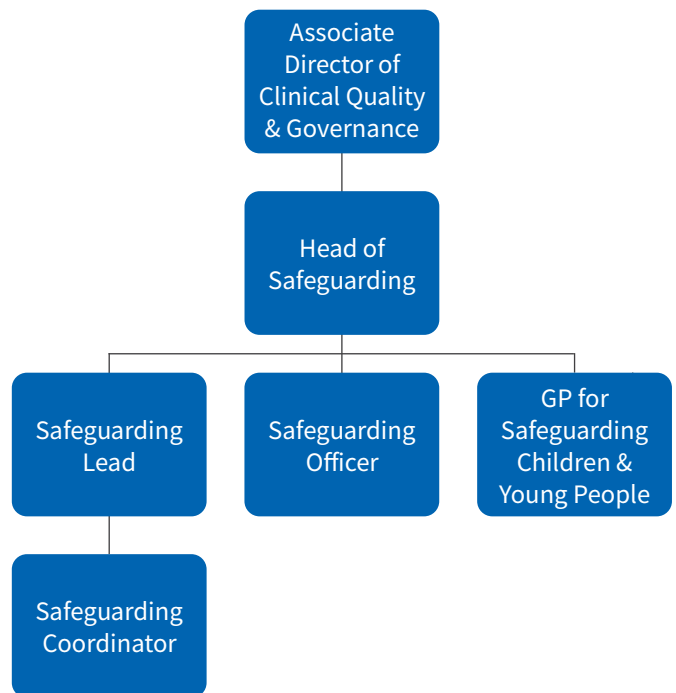 Associate
Director of
Clinical Quality
& Governance
Head of
Safeguarding
Safeguarding
Lead
Safeguarding
Officer
GP for
Safeguarding
Children &
Young People
Safeguarding
Coordinator